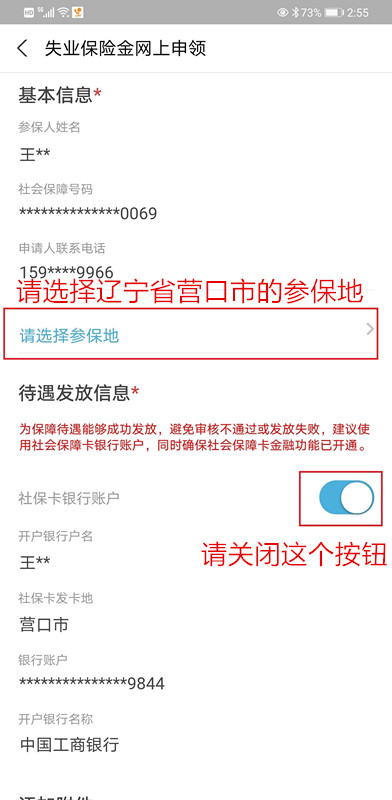 HD 5G 73% 2:55
失业保险金网上申领
基本信息*
参保人姓名
王**
社会保障号码
**************0069
申请人联系电话
159****9966
请选择辽宁省营口市的参保地
请选择参保地
待遇发放信息*
为保障待遇能够成功发放，避免审核不通过或发放失败，建议使
用社会保障卡银行账户，同时确保社会保障卡金融功能已开通。
社保卡银行账户
请关闭这个按钮
开户银行户名
王**
社保卡发卡地
营口市
银行账户
***************9844
开户银行名称
中国工商银行